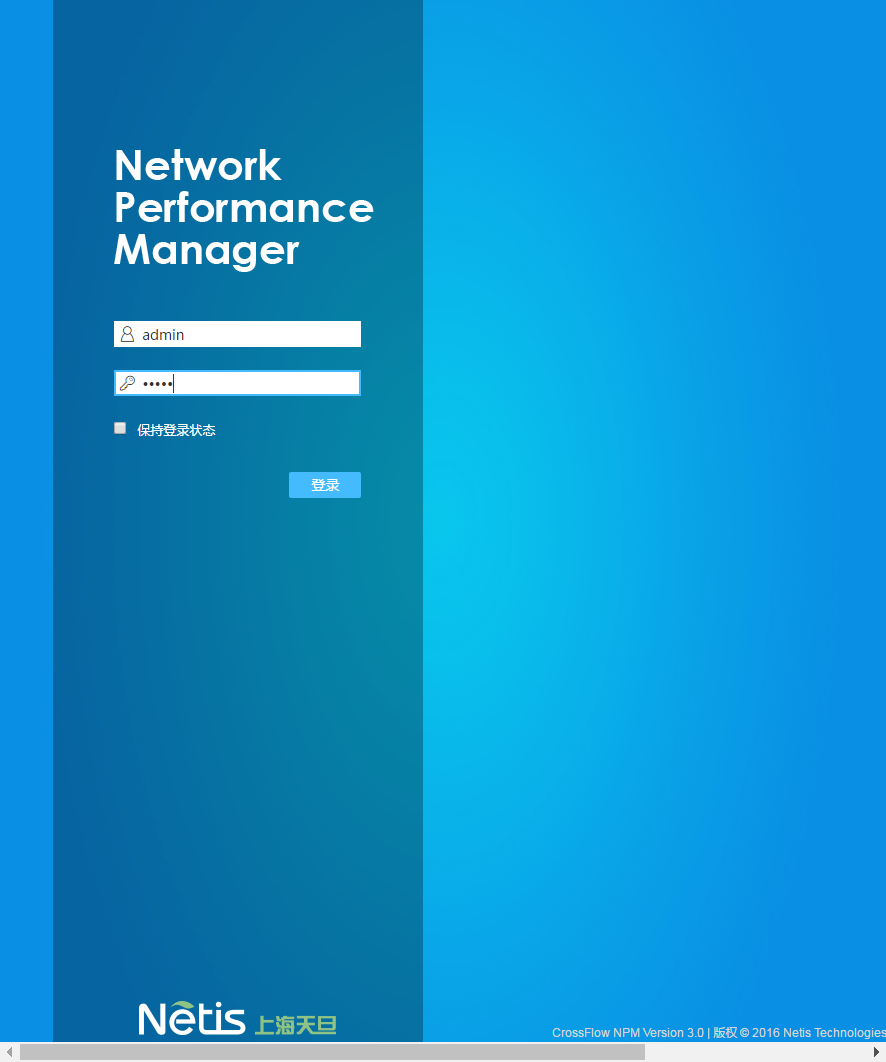 Network
Performance
Manager
admin
•••••
保持登录状态
登录
Netis 上海天旦
CrossFlow NPM Version 3.0 | 版权 © 2016 Netis Technologies